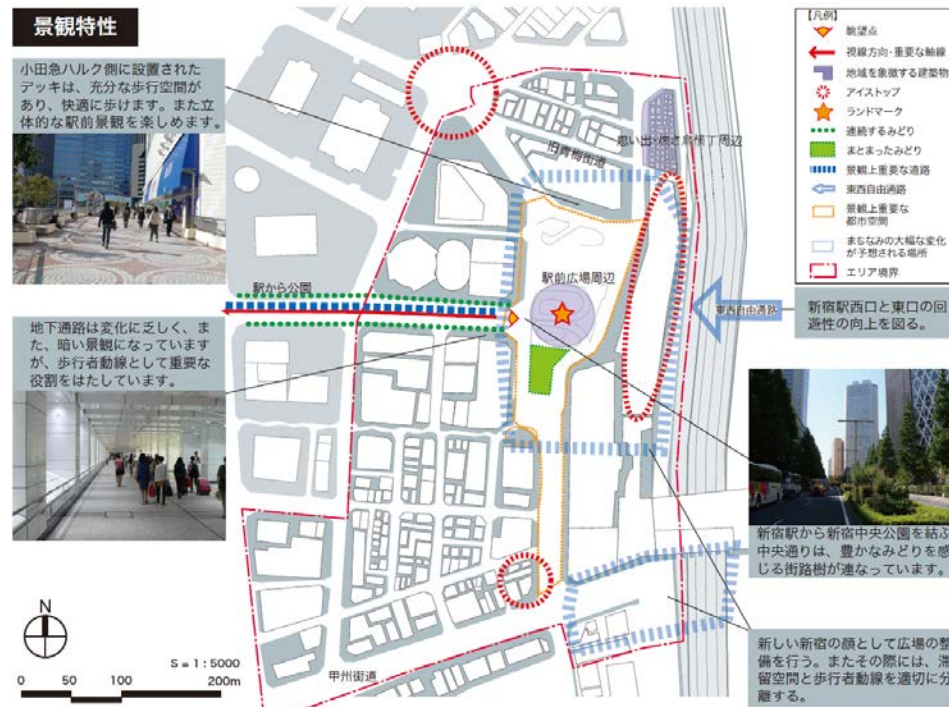 景観特性
小田急ハルク側に設置された
デッキは、充分な歩行空間が
あり、快適に歩けます。また立
体的な駅前景観を楽しめます。
【凡例】
眺望点
視線方向・重要な軸線
地域を象徴する建築物
アイストップ
ランドマーク
連続するみどり
まとまったみどり
景観上重要な道路
東西自由通路
景観上重要な
都市空間
まちなみの大幅な変化
が予想される場所
エリア境界
思い出・焼き鳥横丁周辺
旧青梅街道
駅前広場周辺
駅から公園
東西自由通路
新宿駅西口と東口の回
遊性の向上を図る。
地下通路は変化に乏しく、ま
た、暗い景観になっています
が、歩行者動線として重要な
役割をはたしています。
新宿駅から新宿中央公園を結ぶ
中央通りは、豊かなみどりを感
じる街路樹が連なっています。
新しい新宿の顔として広場の整
備を行う。またその際には、滞
留空間と歩行者動線を適切に分
離する。
甲州街道
N
S = 1 : 5000
0 50 100 200m